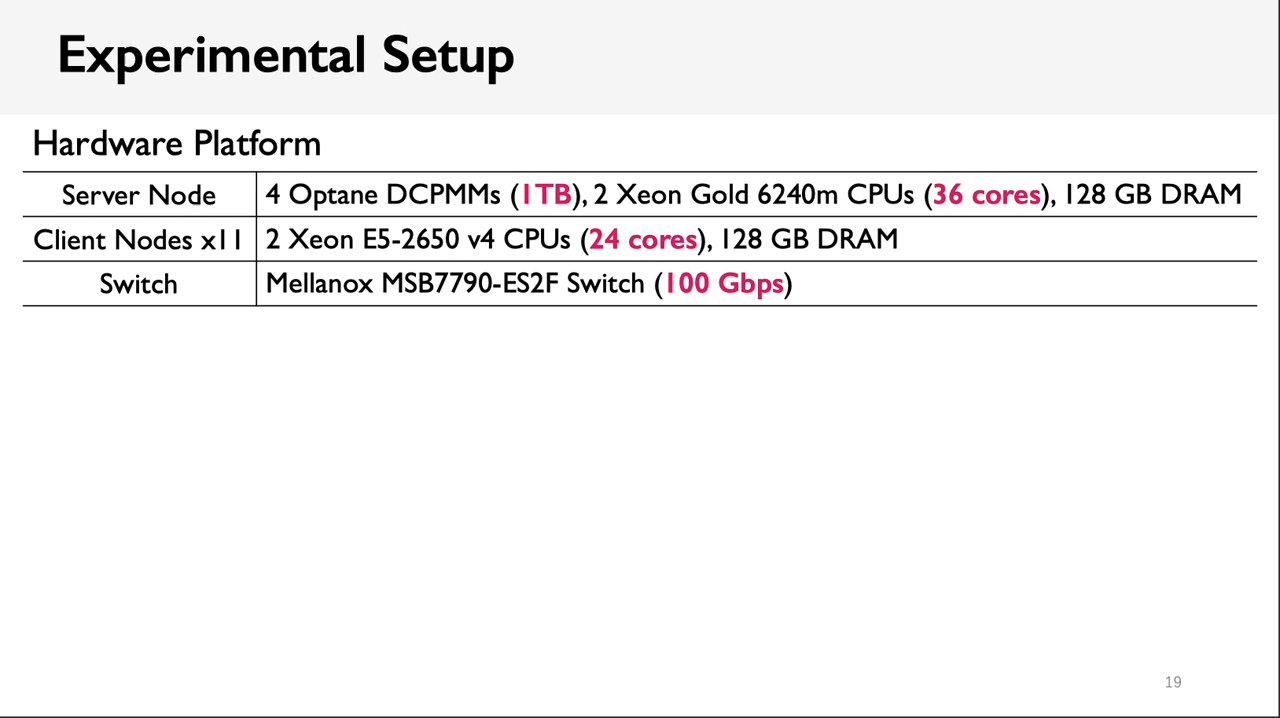 Experimental Setup
Hardware Platform
Server Node 4 Optane DCPMMs (1TB), 2 Xeon Gold 6240m CPUs (36 cores), 128 GB DRAM
Client Nodes x11 2 Xeon E5-2650 v4 CPUs (24 cores), 128 GB DRAM
Switch Mellanox MSB7790-ES2F Switch (100 Gbps)
19